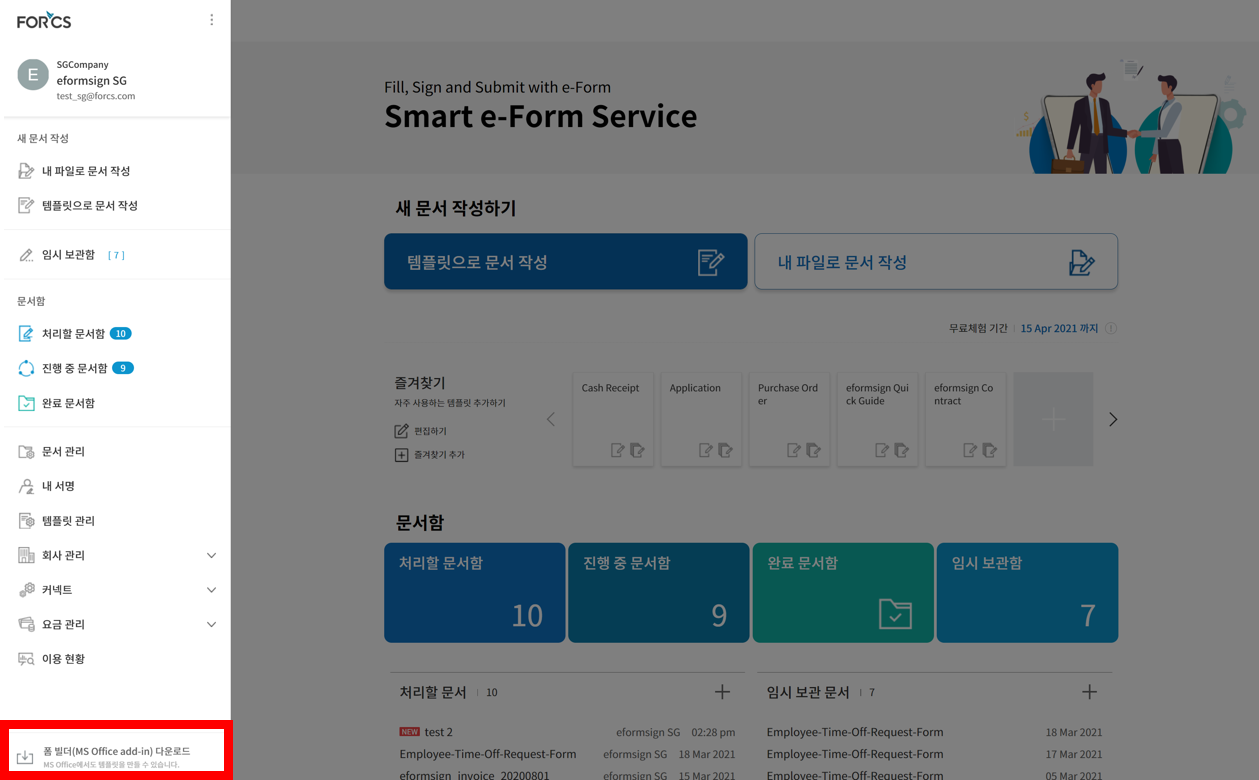 FORCS
E
SGCompany
eformsign SG
test_sg@forcs.com
새 문서 작성
내 파일로 문서 작성
템플릿으로 문서 작성
임시 보관함 [ 7 ]
문서함
처리할 문서함 10
진행 중 문서함 9
완료 문서함
문서 관리
내 서명
템플릿 관리
회사 관리
커넥트
요금 관리
이용 현황
폼 빌더(MS Office add-in) 다운로드
MS Office에서도 템플릿을 만들 수 있습니다.
Fill, Sign and Submit with e-Form
Smart e-Form Service
새 문서 작성하기
템플릿으로 문서 작성
내 파일로 문서 작성
무료체험 기간 15 Apr 2021 까지
즐겨찾기
자주 사용하는 템플릿 추가하기
편집하기
즐겨찾기 추가
Cash Receipt
Application
Purchase Ord
er
eformsign Qui
ck Guide
eformsign Co
ntract
문서함
처리할 문서함
10
진행 중 문서함
9
완료 문서함
임시 보관함
7
처리할 문서 10
NEW test 2 eformsign SG 02:28 pm
Employee-Time-Off-Request-Form eformsign SG 18 Mar 2021
eformsign_invoice_20200801 eformsign SG 15 Mar 2021
임시 보관 문서 7
Employee-Time-Off-Request-Form 18 Mar 2021
Employee-Time-Off-Request-Form 17 Mar 2021
Employee-Time-Off-Request-Form 05 Mar 2021